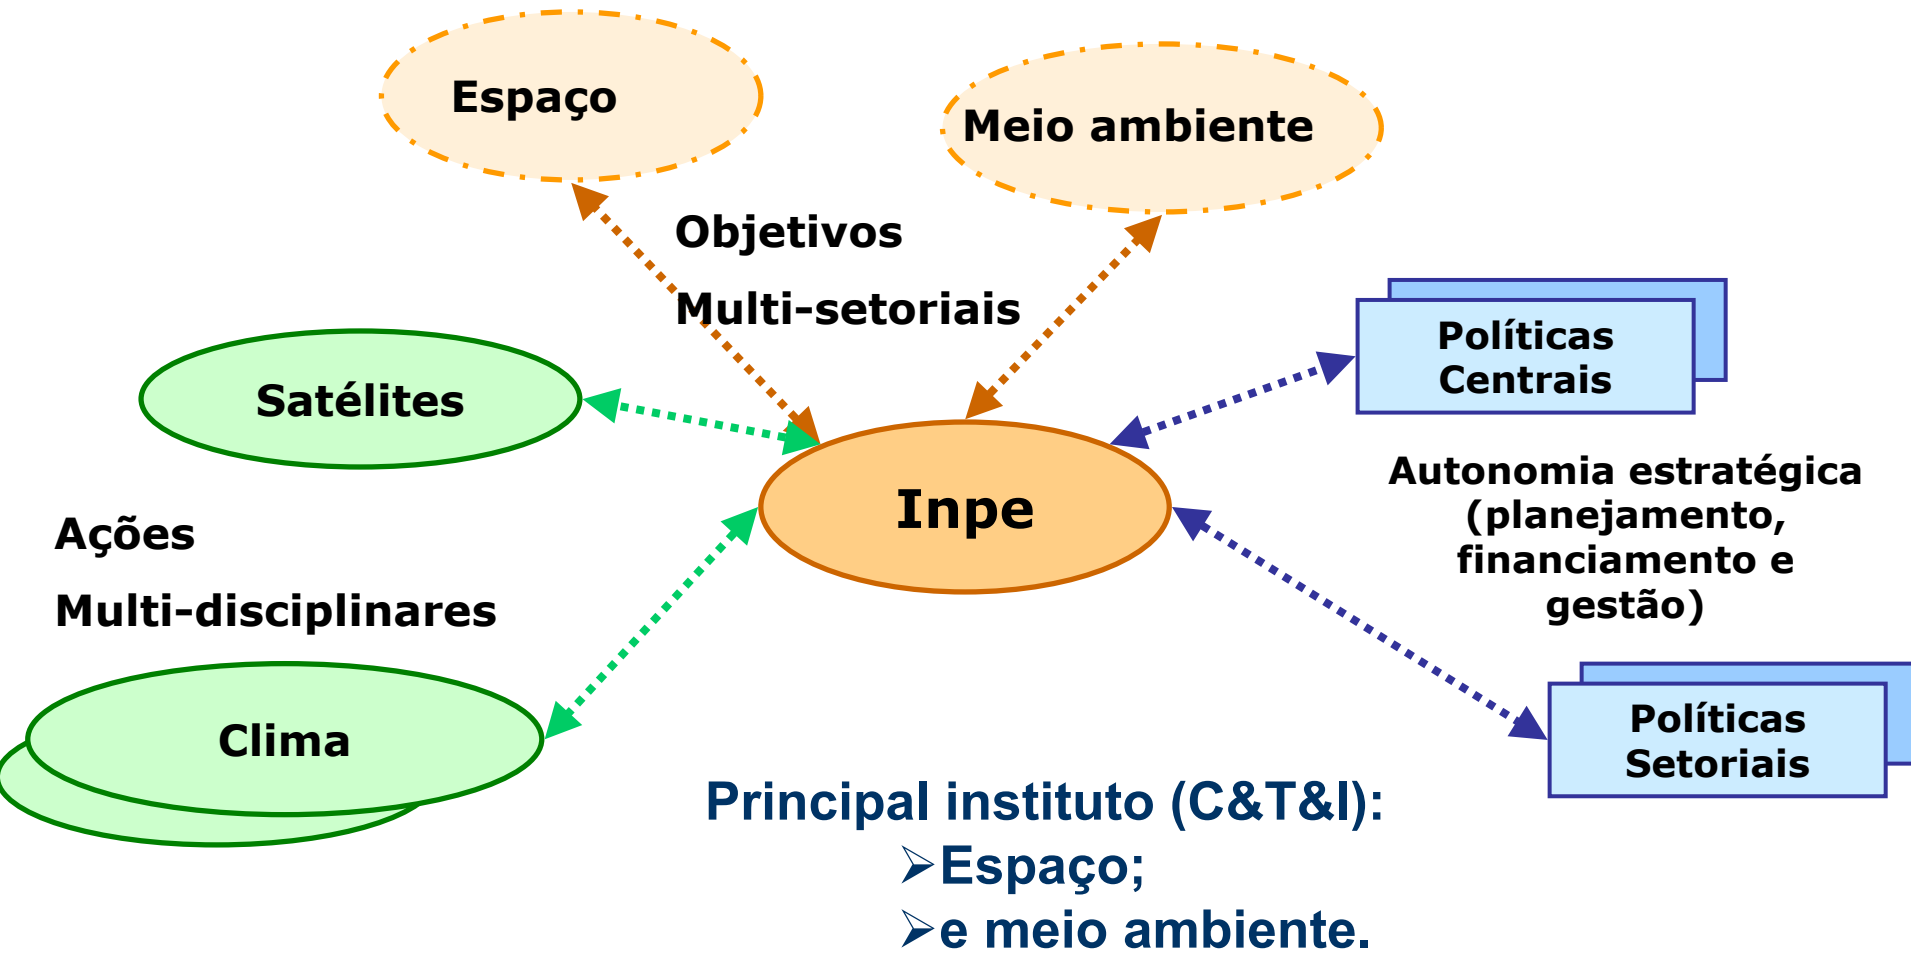 Espaço
Meio ambiente
Objetivos
Multi-setoriais
Políticas
Centrais
Satélites
Autonomia estratégica
(planejamento,
financiamento e
gestão)
Inpe
Ações
Multi-disciplinares
Clima
Políticas
Setoriais
Principal instituto (C&T&I):
➢Espaço;
➢e meio ambiente.